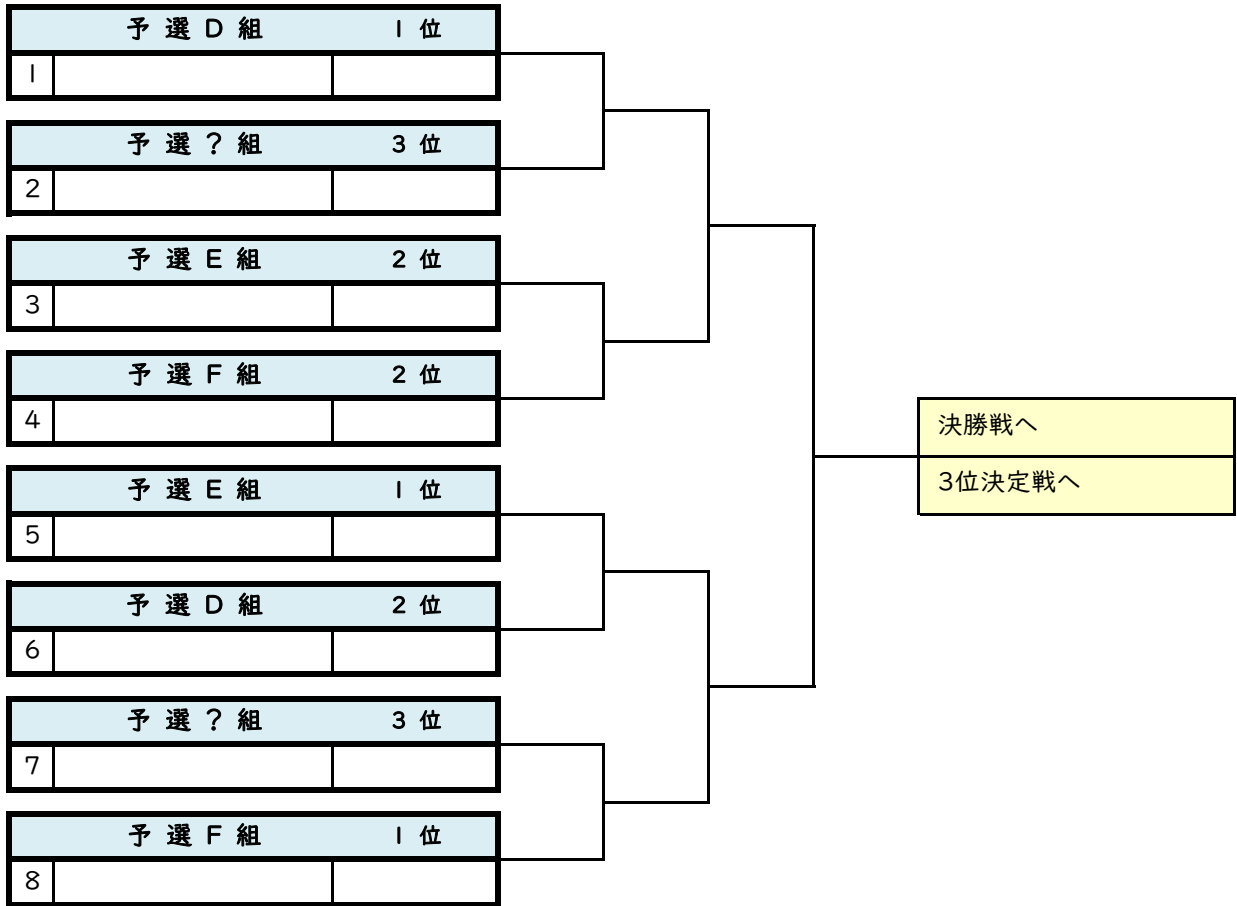 予選D組 1位
1
予選?組 3位
2
予選E組 2位
3
予選F組 2位
4
決勝戦へ
3位決定戦へ
予選E組 1位
5
予選D組 2位
6
予選?組 3位
7
予選F組 1位
8